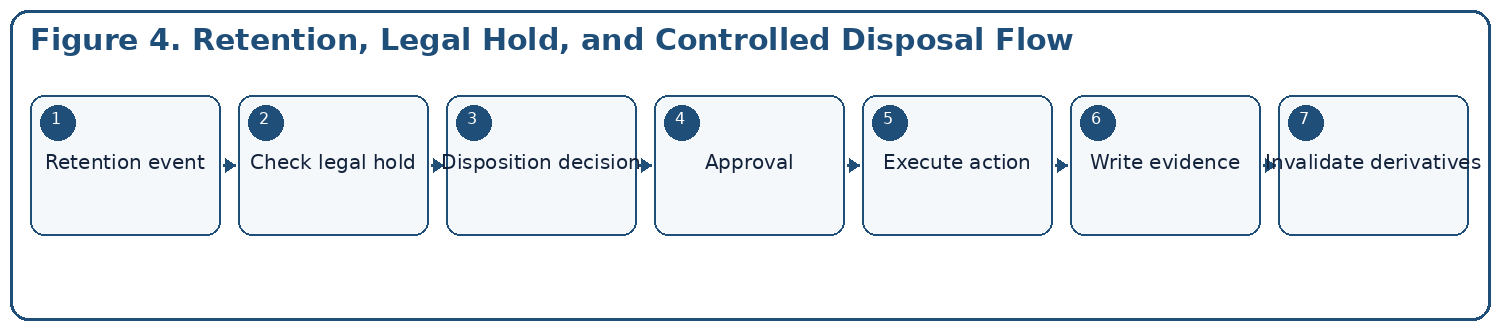 Figure 4. Retention, Legal Hold, and Controlled Disposal Flow
1
Retention event
2
Check legal hold
3
Disposition decision
4
Approval
5
Execute action
6
Write evidence
7
Invalidate derivatives